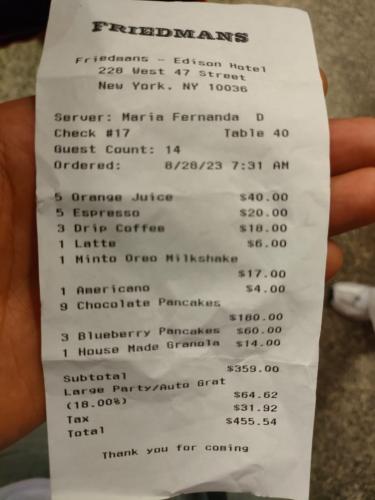 FRIEDMANS
Friedmans - Edison Hotel
228 West 47 Street
New York, NY 10036
Server: Maria Fernanda D
Check #17 Table 40
Guest Count: 14
Ordered: 8/28/23 7:31 AM
5 Orange Juice $40.00
5 Espresso $20.00
3 Drip Coffee $18.00
1 Latte $6.00
1 Minto Oreo Milkshake
$17.00
1 Americano $4.00
9 Chocolate Pancakes
$180.00
3 Blueberry Pancakes $60.00
1 House Made Granola $14.00
Subtotal $359.00
Large Party/Auto Grat
(18.00%) $64.62
Tax $31.92
Total $455.54
Thank you for coming